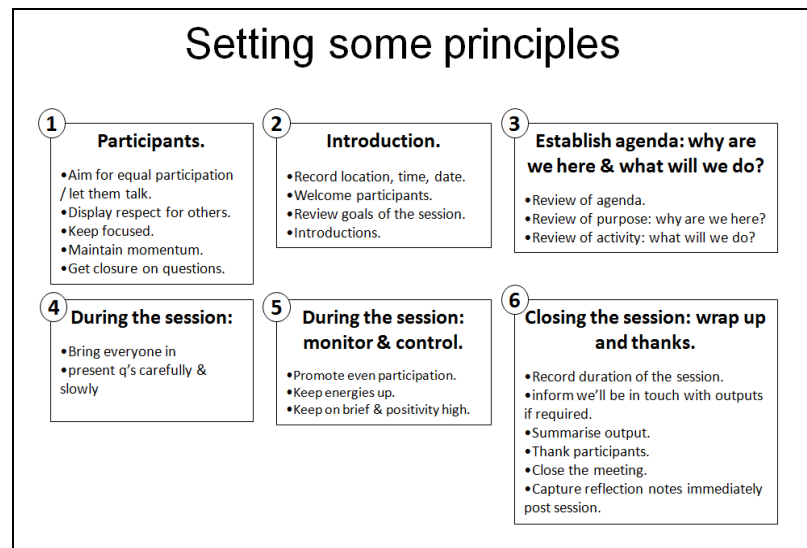 Setting some principles
1
Participants.
•Aim for equal participation
/ let them talk.
•Display respect for others.
•Keep focused.
•Maintain momentum.
•Get closure on questions.
2
Introduction.
•Record location, time, date.
•Welcome participants.
•Review goals of the session.
•Introductions.
3
Establish agenda: why are
we here & what will we do?
•Review of agenda.
•Review of purpose: why are we here?
•Review of activity: what will we do?
4
During the session:
•Bring everyone in
•present q's carefully &
slowly
5
During the session:
monitor & control.
•Promote even participation.
•Keep energies up.
•Keep on brief & positivity high.
6
Closing the session: wrap up
and thanks.
•Record duration of the session.
•inform we'll be in touch with outputs
if required.
•Summarise output.
•Thank participants.
•Close the meeting.
•Capture reflection notes immediately
post session.